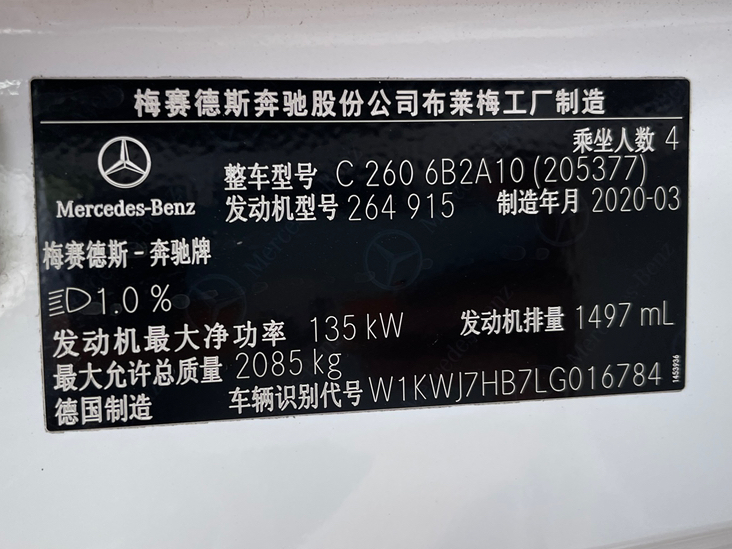 梅赛德斯奔驰股份公司布莱梅工厂制造
乘坐人数 4
整车型号 C 260 6B2A10 (205377)
Mercedes-Benz
发动机型号 264 915 制造年月 2020-03
梅赛德斯-奔驰牌
1.0 %
发动机最大净功率 135 kW 发动机排量 1497 mL
最大允许总质量 2085 kg
德国制造 车辆识别代号 W1KWJ7HB7LG016784
1453936